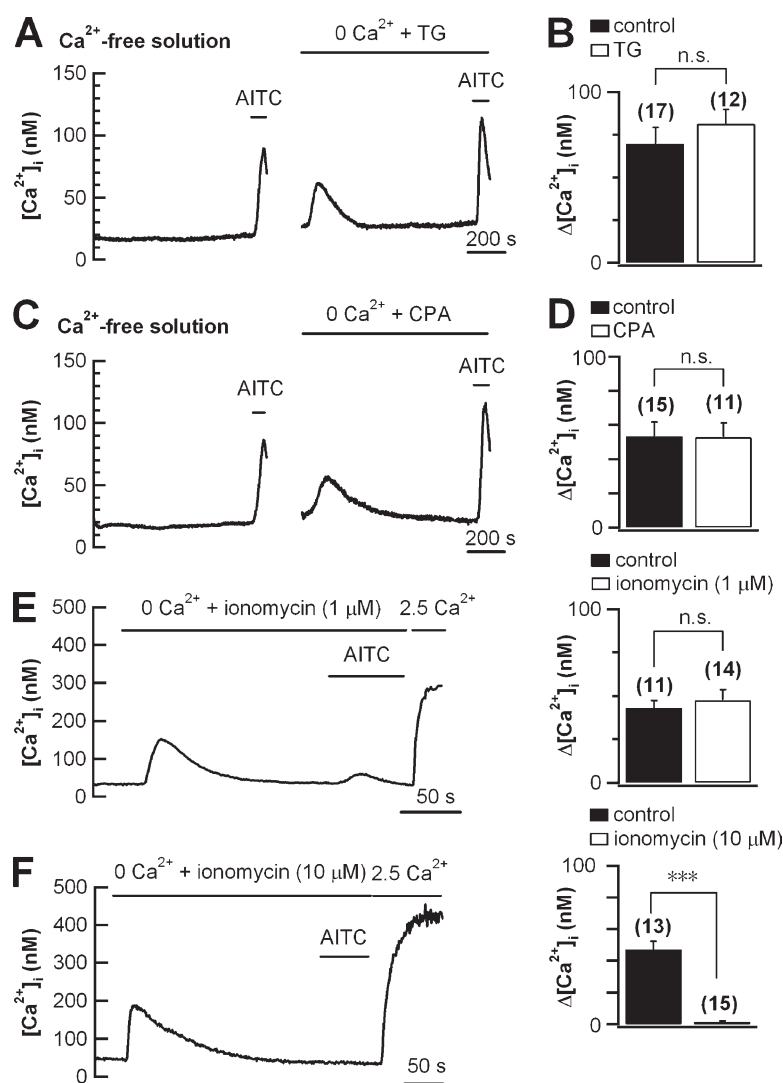 A
Ca²⁺-free solution
0 Ca²⁺ + TG
AITC
AITC
150
100
50
0
[Ca²⁺]ᵢ (nM)
200 s
B
control
TG
n.s.
(17)
(12)
100
0
Δ[Ca²⁺]ᵢ (nM)
C
Ca²⁺-free solution
0 Ca²⁺ + CPA
AITC
AITC
150
100
50
0
[Ca²⁺]ᵢ (nM)
200 s
D
control
CPA
n.s.
(15)
(11)
100
0
Δ[Ca²⁺]ᵢ (nM)
E
0 Ca²⁺ + ionomycin (1 μM)
2.5 Ca²⁺
AITC
500
400
300
200
100
0
[Ca²⁺]ᵢ (nM)
50 s
control
ionomycin (1 μM)
n.s.
(11)
(14)
100
0
Δ[Ca²⁺]ᵢ (nM)
F
0 Ca²⁺ + ionomycin (10 μM)
2.5 Ca²⁺
AITC
500
400
300
200
100
0
[Ca²⁺]ᵢ (nM)
50 s
control
ionomycin (10 μM)
***
(13)
(15)
100
0
Δ[Ca²⁺]ᵢ (nM)